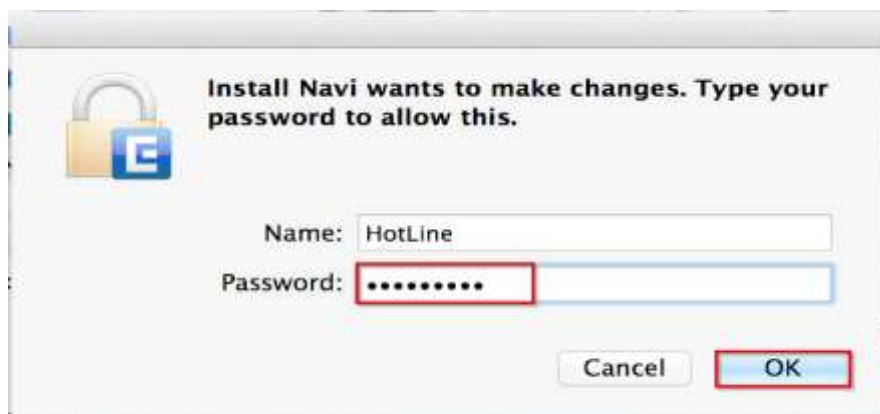 Install Navi wants to make changes. Type your
password to allow this.
Name: HotLine
Password: •••••••••
Cancel OK